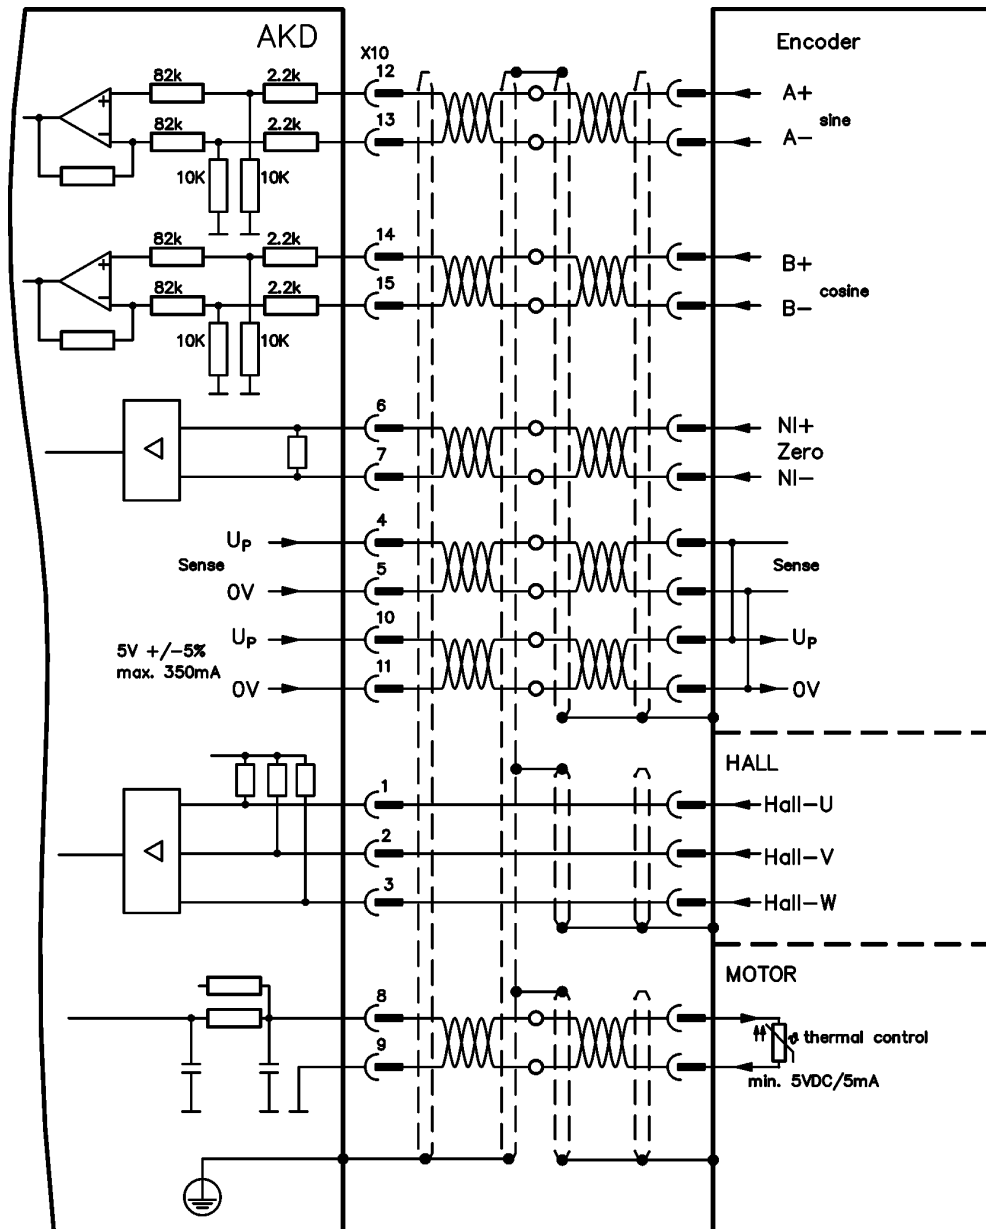 AKD
X10
Encoder
82k 2.2k 12 A+
sine
82k 2.2k 13 A−
10K 10K
82k 2.2k 14 B+
cosine
82k 2.2k 15 B−
10K 10K
6 NI+
Zero
7 NI−
UP 4
Sense Sense
0V 5
UP 10 UP
5V +/−5%
max. 350mA
0V 11 0V
HALL
1 Hall−U
2 Hall−V
3 Hall−W
MOTOR
8
ϑ thermal control
9
min. 5VDC/5mA